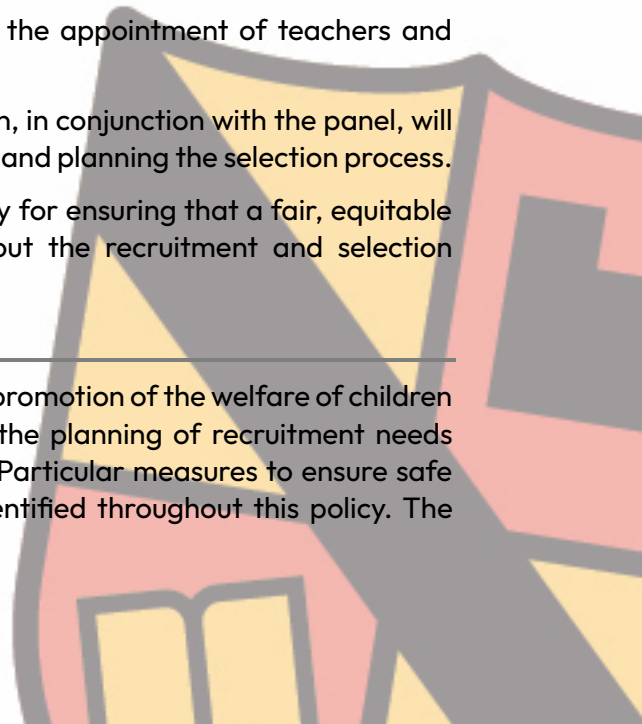 the appointment of teachers and
in conjunction with the panel, will
and planning the selection process.
for ensuring that a fair, equitable
the recruitment and selection
promotion of the welfare of children
the planning of recruitment needs
Particular measures to ensure safe
throughout this policy. The